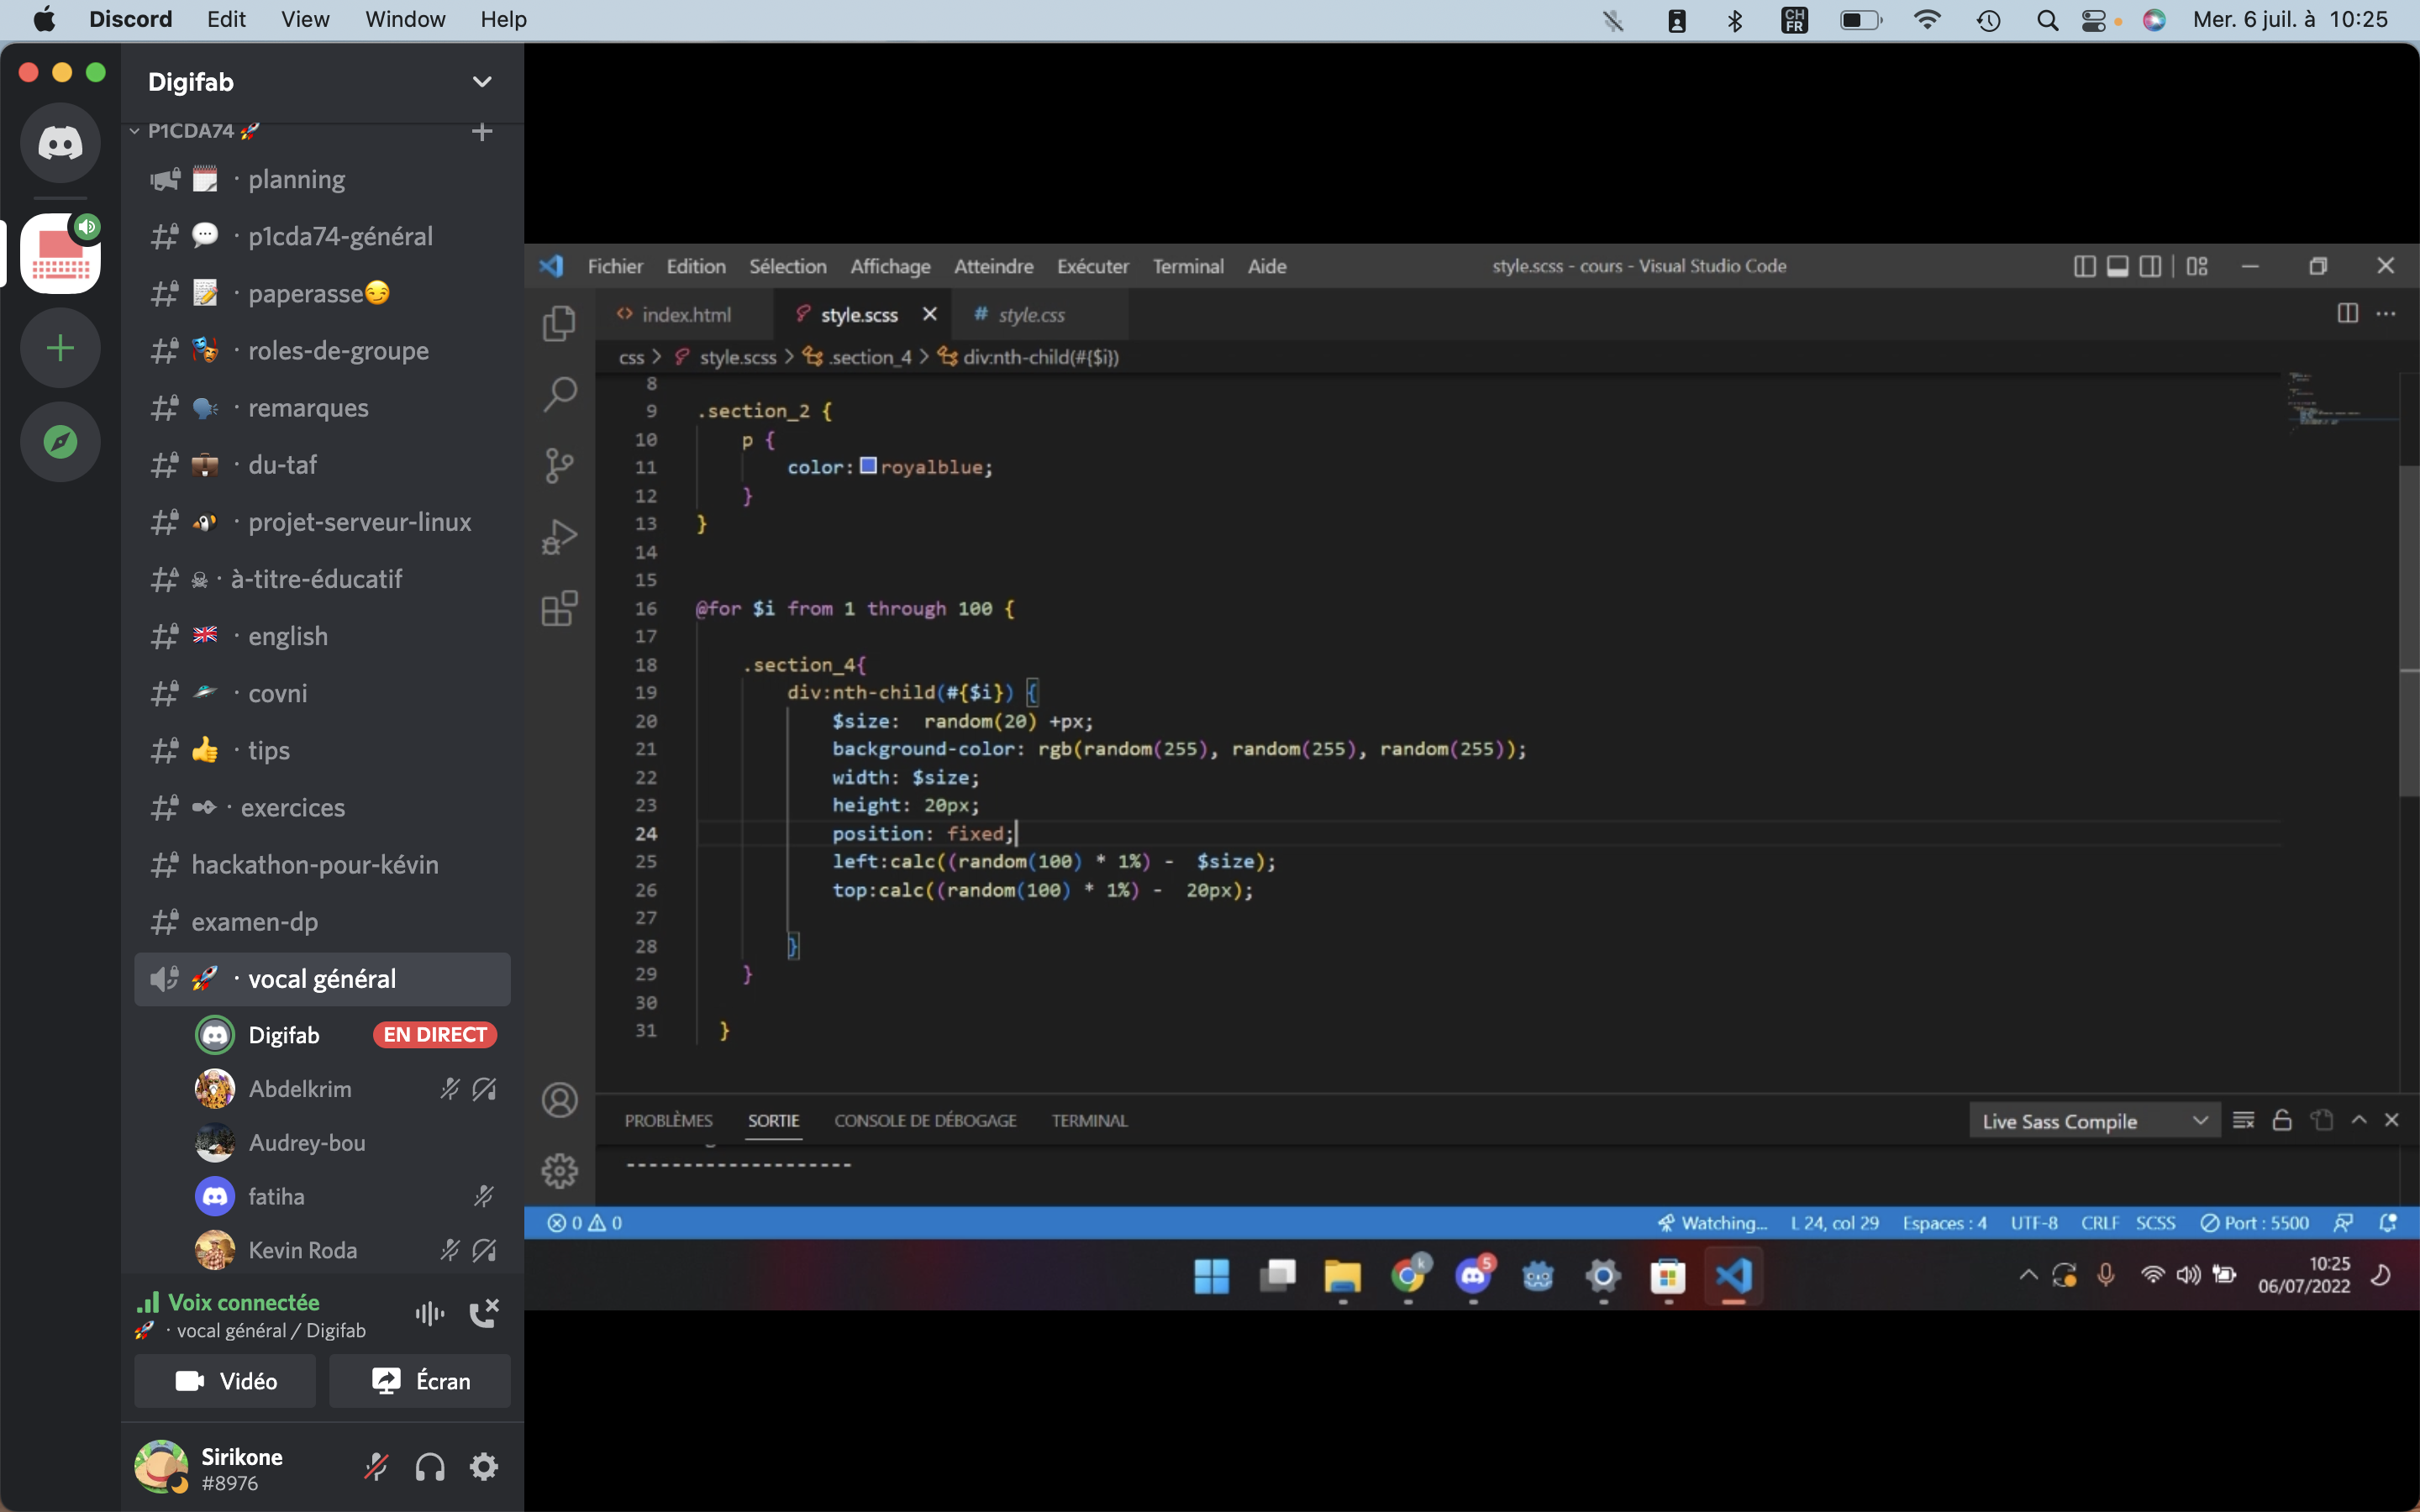 Discord Edit View Window Help
CH FR
Mer. 6 juil. à 10:25
Digifab
P1CDA74 🚀
🗓 · planning
💬 · p1cda74-général
📝 · paperasse😏
🎭 · roles-de-groupe
🗣 · remarques
💼 · du-taf
🐧 · projet-serveur-linux
☠ · à-titre-éducatif
🇬🇧 · english
🛸 · covni
👍 · tips
✒ · exercices
hackathon-pour-kévin
examen-dp
🚀 · vocal général
Digifab EN DIRECT
Abdelkrim
Audrey-bou
fatiha
Kevin Roda
Voix connectée
🚀 · vocal général / Digifab
Vidéo Écran
Sirikone
#8976
Fichier Edition Sélection Affichage Atteindre Exécuter Terminal Aide
style.scss - cours - Visual Studio Code
index.html style.scss # style.css
css > style.scss > .section_4 > div:nth-child(#{$i})
8
9 .section_2 {
10 p {
11 color: royalblue;
12 }
13 }
14
15
16 @for $i from 1 through 100 {
17
18 .section_4{
19 div:nth-child(#{$i}) {
20 $size:  random(20) +px;
21 background-color: rgb(random(255), random(255), random(255));
22 width: $size;
23 height: 20px;
24 position: fixed;
25 left:calc((random(100) * 1%) -  $size);
26 top:calc((random(100) * 1%) -  20px);
27
28 }
29 }
30
31 }
PROBLÈMES SORTIE CONSOLE DE DÉBOGAGE TERMINAL
Live Sass Compile
--------------------
0 0
Watching... L 24, col 29 Espaces : 4 UTF-8 CRLF SCSS Port : 5500
k
5
10:25
06/07/2022